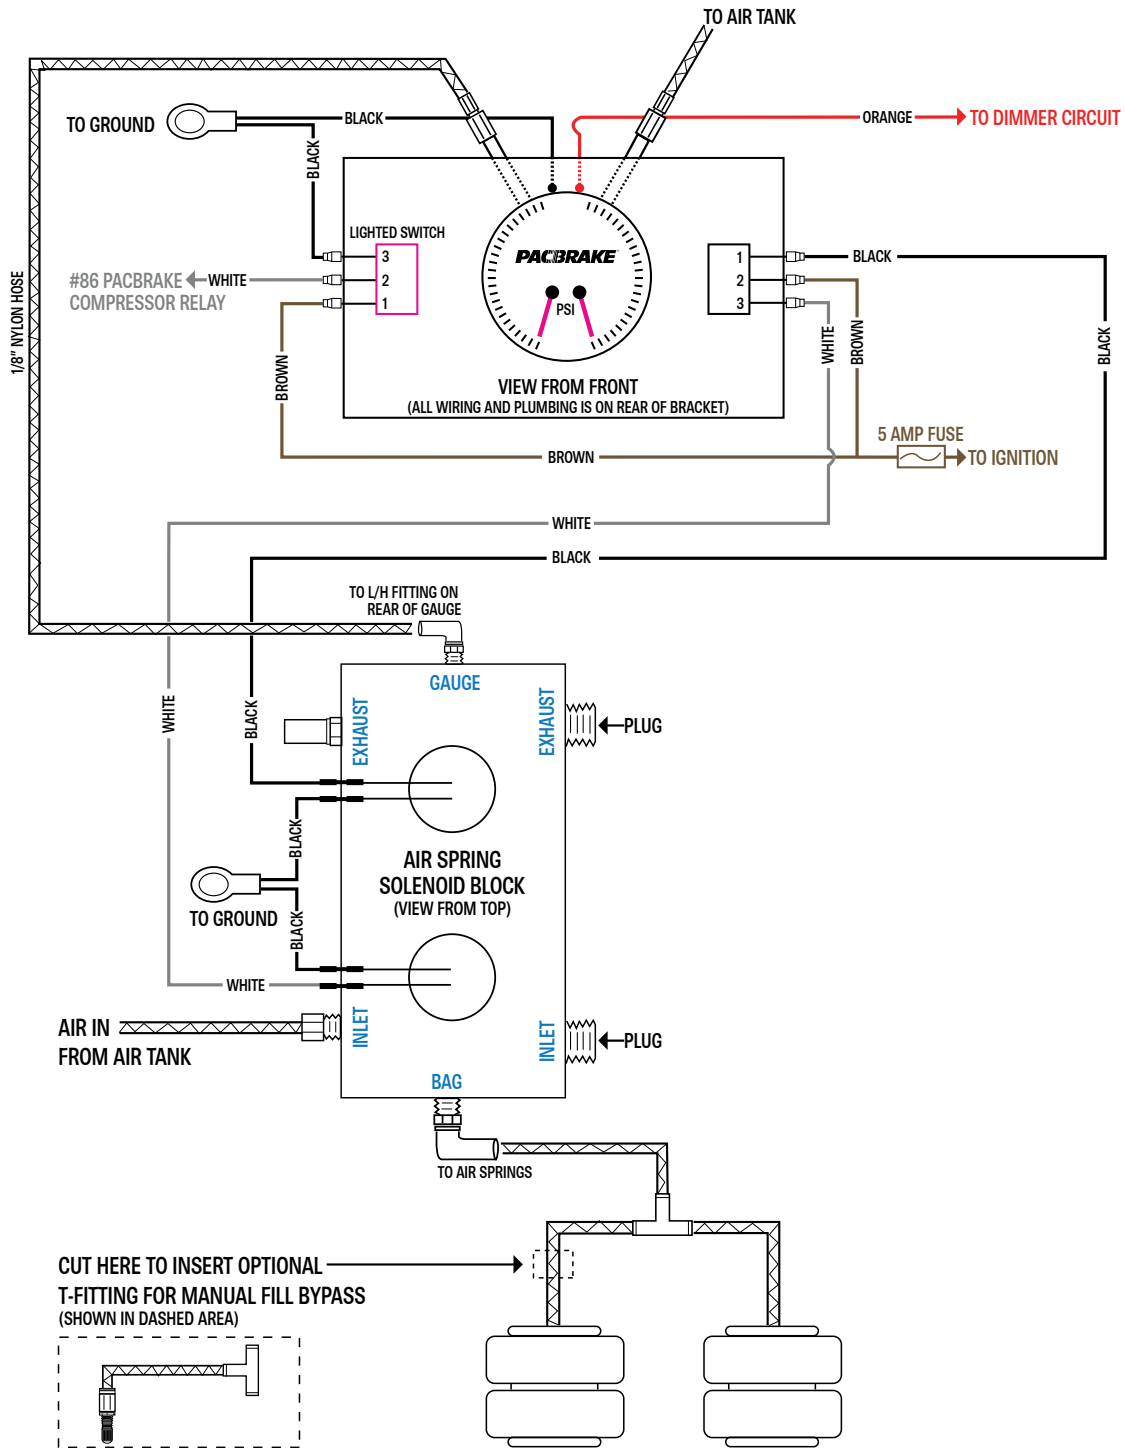 TO AIR TANK
TO GROUND
BLACK
ORANGE
TO DIMMER CIRCUIT
BLACK
LIGHTED SWITCH
3
2
1
#86 PACBRAKE
COMPRESSOR RELAY
WHITE
PACBRAKE
PSI
1
2
3
BLACK
1/8" NYLON HOSE
BROWN
WHITE
BROWN
BLACK
VIEW FROM FRONT
(ALL WIRING AND PLUMBING IS ON REAR OF BRACKET)
5 AMP FUSE
BROWN
TO IGNITION
WHITE
BLACK
TO L/H FITTING ON
REAR OF GAUGE
GAUGE
WHITE
BLACK
EXHAUST
EXHAUST
PLUG
BLACK
AIR SPRING
SOLENOID BLOCK
(VIEW FROM TOP)
TO GROUND
BLACK
WHITE
AIR IN
FROM AIR TANK
INLET
INLET
PLUG
BAG
TO AIR SPRINGS
CUT HERE TO INSERT OPTIONAL
T-FITTING FOR MANUAL FILL BYPASS
(SHOWN IN DASHED AREA)